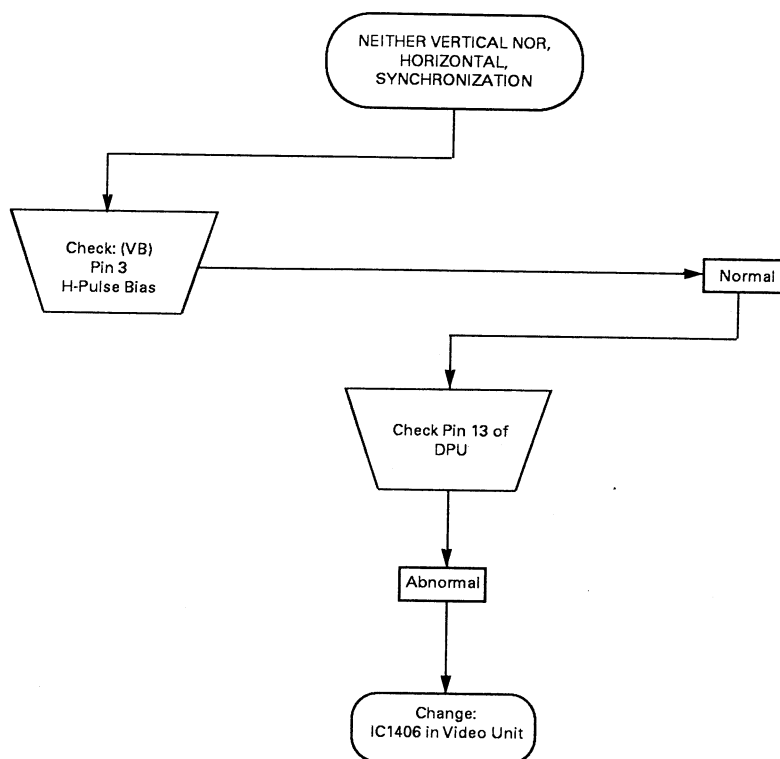 NEITHER VERTICAL NOR,
HORIZONTAL,
SYNCHRONIZATION
Check: (VB)
Pin 3
H-Pulse Bias
Normal
Check Pin 13 of
DPU
Abnormal
Change:
IC1406 in Video Unit